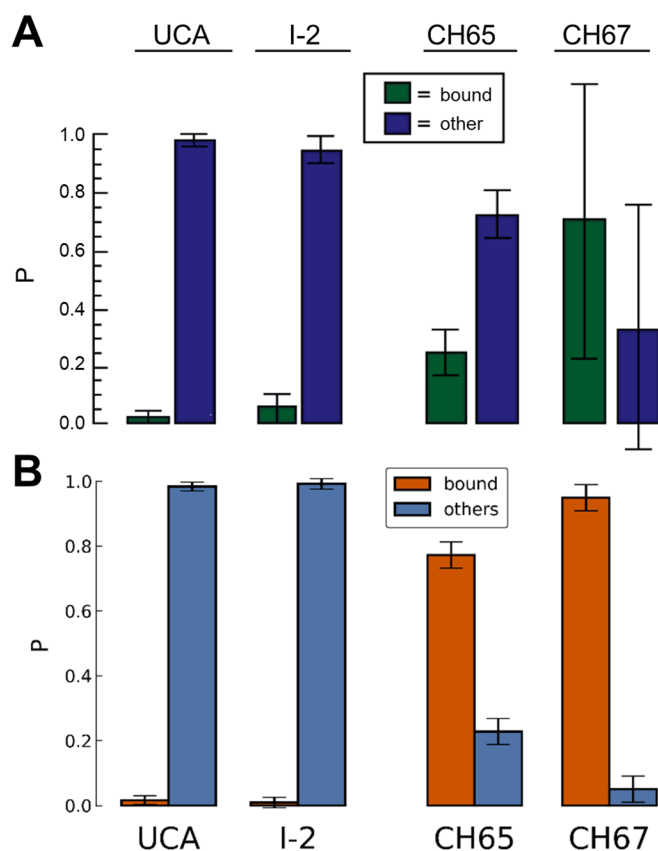 A
UCA I-2 CH65 CH67
= bound
= other
1.0
0.8
0.6
0.4
0.2
0.0
P
B
bound
others
1.0
0.8
0.6
0.4
0.2
0.0
P
UCA I-2 CH65 CH67